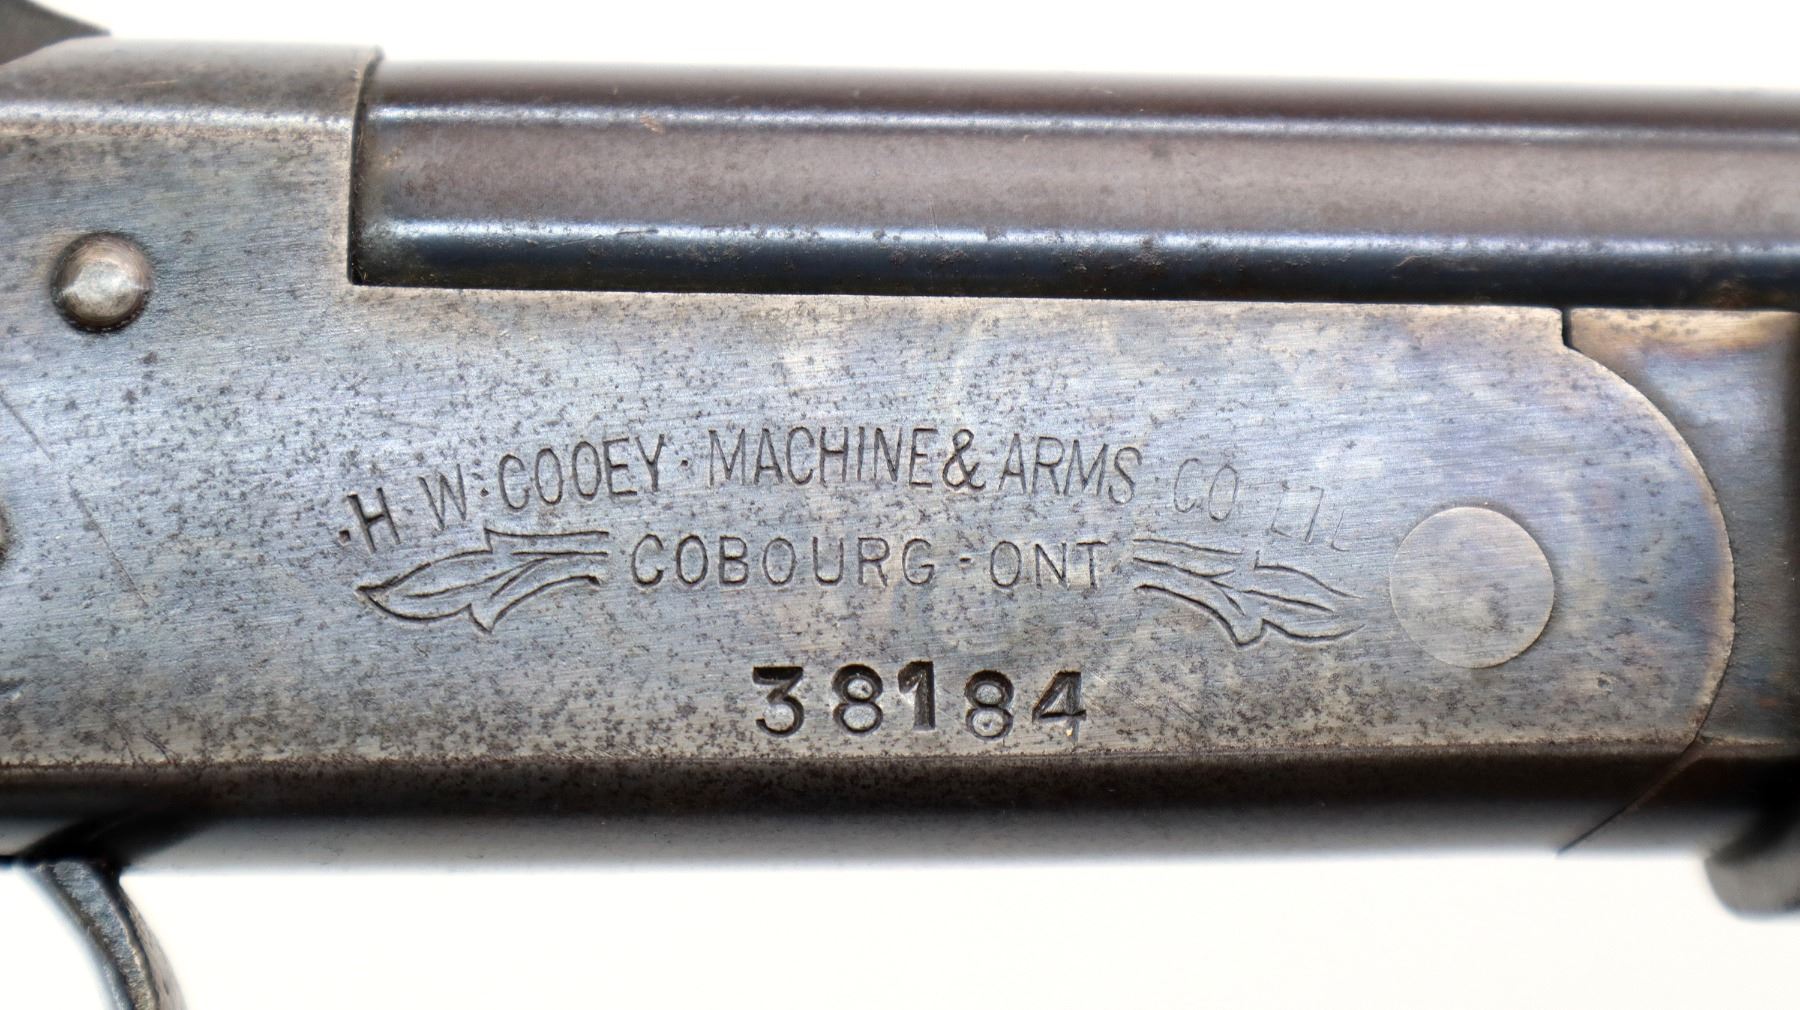 ·H·W·COOEY·MACHINE & ARMS CO
COBOURG-ONT
38184